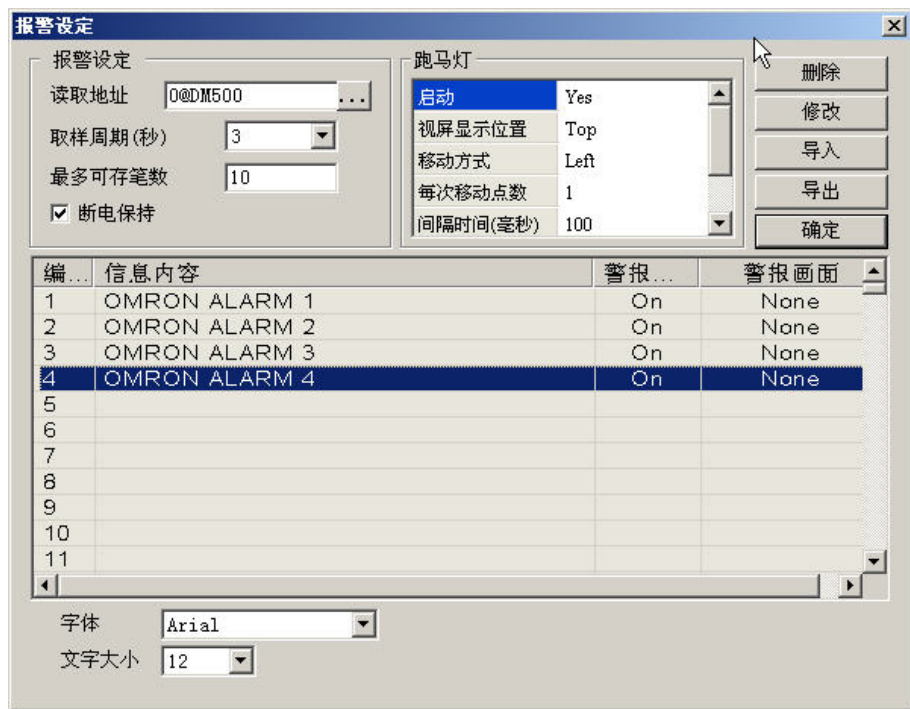 报警设定
报警设定
读取地址 0@DM500 ...
取样周期(秒) 3
最多可存笔数 10
断电保持
跑马灯
启动 Yes
视屏显示位置 Top
移动方式 Left
每次移动点数 1
间隔时间(毫秒) 100
删除
修改
导入
导出
确定
编... 信息内容 警报... 警报画面
1 OMRON ALARM 1 On None
2 OMRON ALARM 2 On None
3 OMRON ALARM 3 On None
4 OMRON ALARM 4 On None
5
6
7
8
9
10
11
字体 Arial
文字大小 12